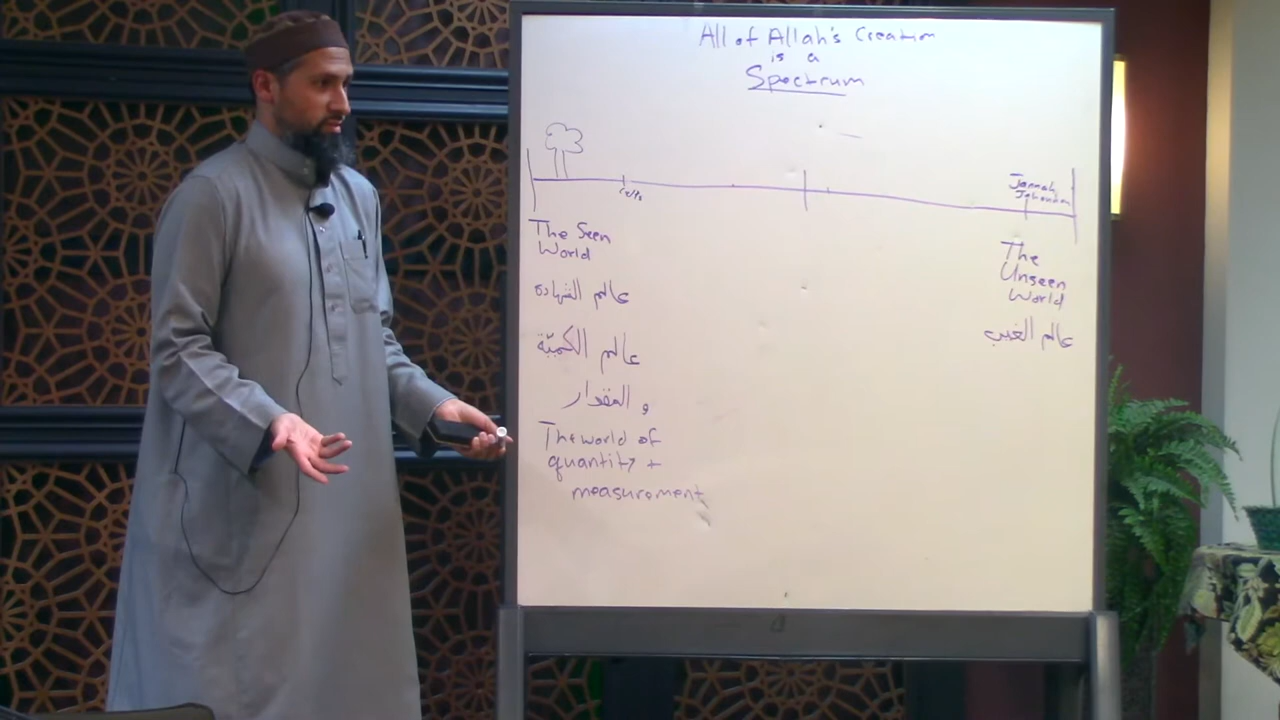 All of Allah's Creation
is a
Spectrum
Jannah
Jahannam
The Seen
World
عالم الشهادة
عالم الكميّة
و المقدار
The world of
quantity +
measurement
The
Unseen
World
عالم الغيب